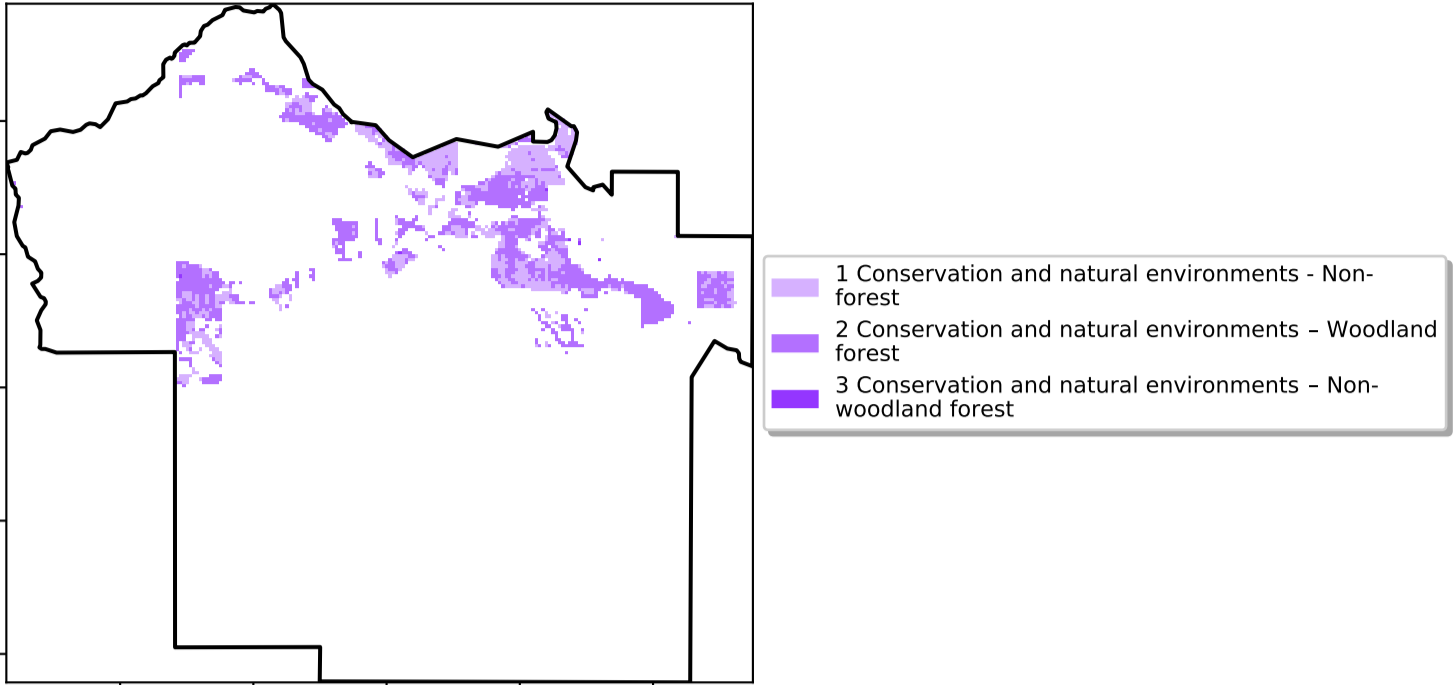 1 Conservation and natural environments - Non-
forest
2 Conservation and natural environments – Woodland
forest
3 Conservation and natural environments – Non-
woodland forest